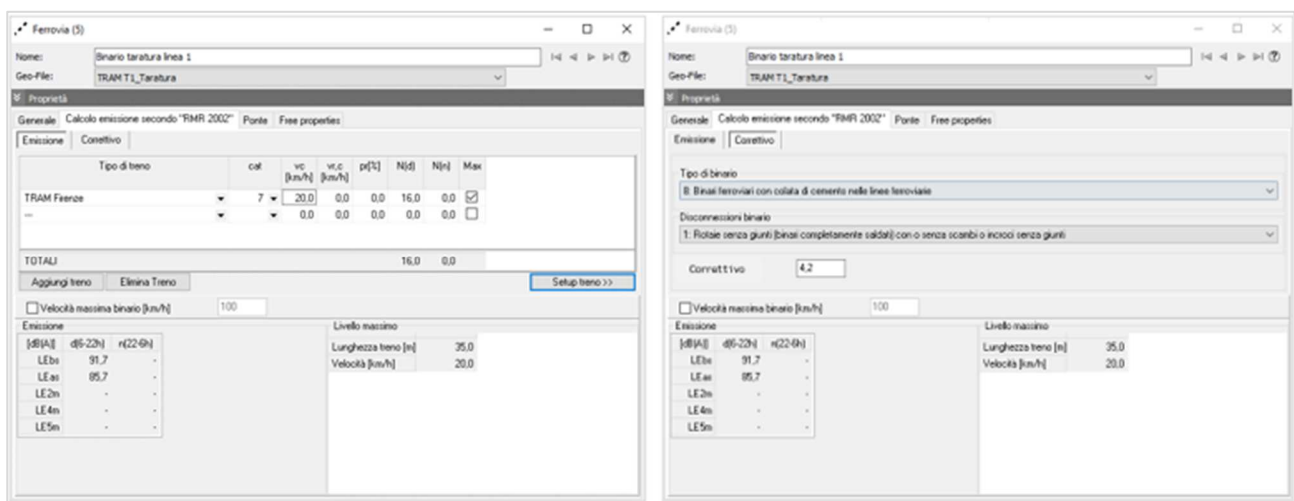 Ferrovia (5)
Nome: Binario taratura linea 1
Geo-File: TRAM T1_Taratura
Proprietà
Generale Calcolo emissione secondo "RMR 2002" Ponte Free properties
Emissione Correttivo
Tipo di treno cat vc [km/h] vr,c [km/h] pr[%] N(d) N(n) Max
TRAM Firenze 7 20,0 0,0 0,0 16,0 0,0
--- 0,0 0,0 0,0 0,0 0,0
TOTALI 16,0 0,0
Aggiungi treno Elimina Treno Setup treno >>
Velocità massima binario [km/h] 100
Emissione Livello massimo
[dB(A)] d(6-22h) n(22-6h)
Lunghezza treno [m] 35,0
LEbs 91,7 -
Velocità [km/h] 20,0
LEas 85,7 -
LE2m - -
LE4m - -
LE5m - -
Ferrovia (5)
Nome: Binario taratura linea 1
Geo-File: TRAM T1_Taratura
Proprietà
Generale Calcolo emissione secondo "RMR 2002" Ponte Free properties
Emissione Correttivo
Tipo di binario
8: Binari ferroviari con colata di cemento nelle linee ferroviarie
Disconnessioni binario
1: Rotaie senza giunti (binari completamente saldati) con o senza scambi o incroci senza giunti
Correttivo 4,2
Velocità massima binario [km/h] 100
Emissione Livello massimo
[dB(A)] d(6-22h) n(22-6h)
Lunghezza treno [m] 35,0
LEbs 91,7 -
Velocità [km/h] 20,0
LEas 85,7 -
LE2m - -
LE4m - -
LE5m - -